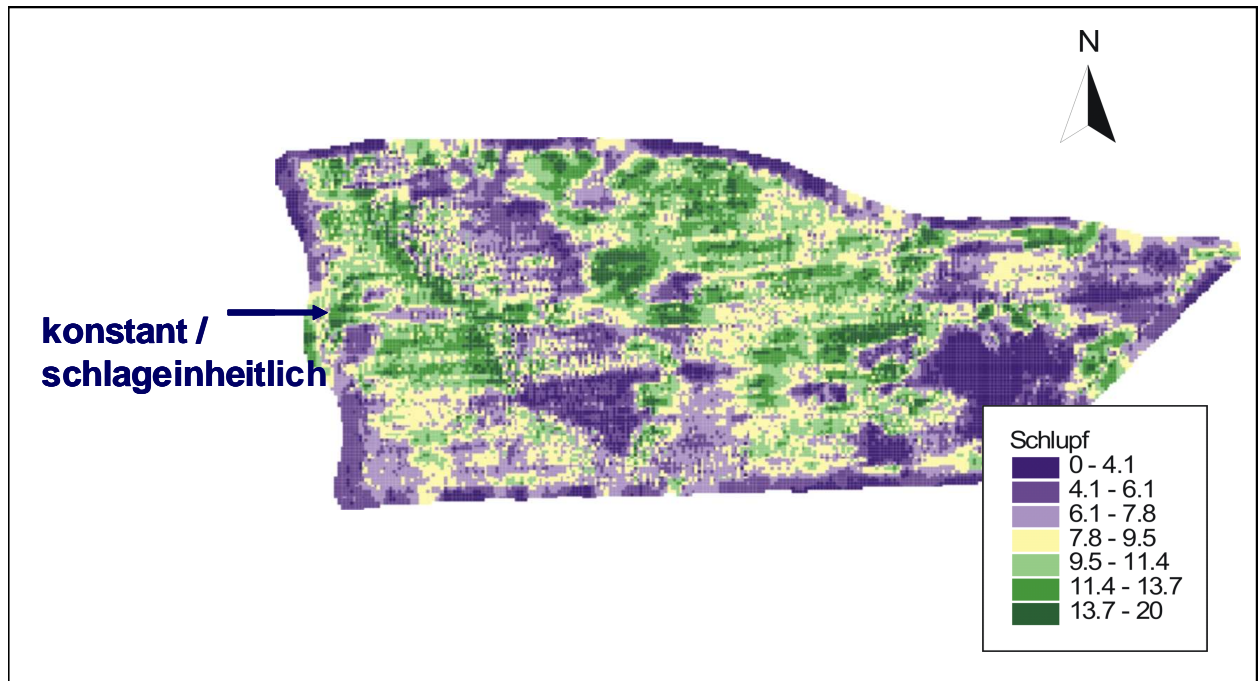 N
konstant /
schlageinheitlich
Schlupf
0 - 4.1
4.1 - 6.1
6.1 - 7.8
7.8 - 9.5
9.5 - 11.4
11.4 - 13.7
13.7 - 20